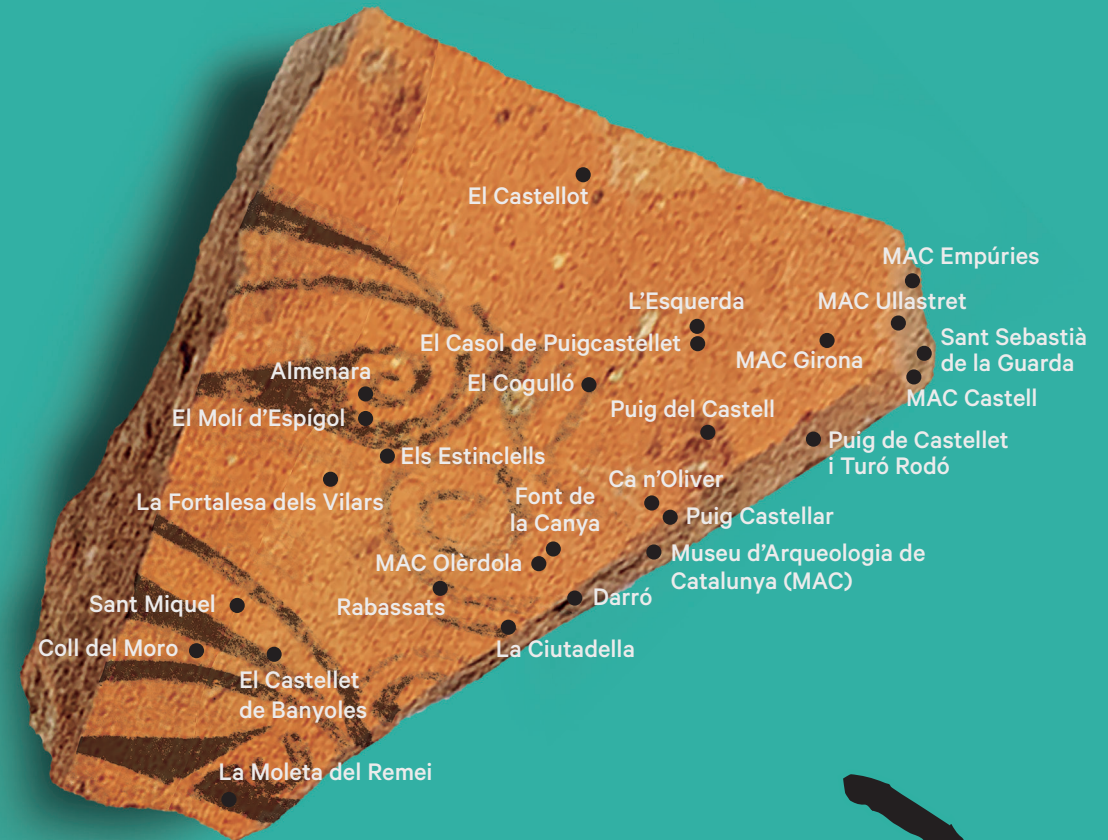 El Castellot
MAC Empúries
L'Esquerda
MAC Ullastret
El Casol de Puigcastellet
Sant Sebastià
de la Guarda
MAC Girona
Almenara
El Cogulló
MAC Castell
El Molí d'Espígol
Puig del Castell
Puig de Castellet
i Turó Rodó
Els Estinclells
Ca n'Oliver
La Fortalesa dels Vilars
Font de
la Canya
Puig Castellar
MAC Olèrdola
Museu d'Arqueologia de
Catalunya (MAC)
Sant Miquel
Rabassats
Darró
Coll del Moro
La Ciutadella
El Castellet
de Banyoles
La Moleta del Remei